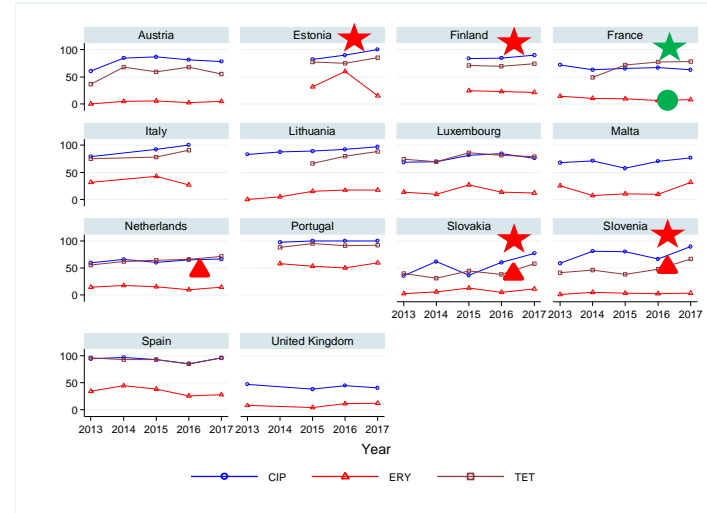 Austria Estonia Finland France
100
50
0
Italy Lithuania Luxembourg Malta
100
50
0
Netherlands Portugal Slovakia Slovenia
100
50
0
2013 2014 2015 2016 2017 2013 2014 2015 2016 2017
Spain United Kingdom
100
50
0
2013 2014 2015 2016 2017 2013 2014 2015 2016 2017
Year
CIP ERY TET